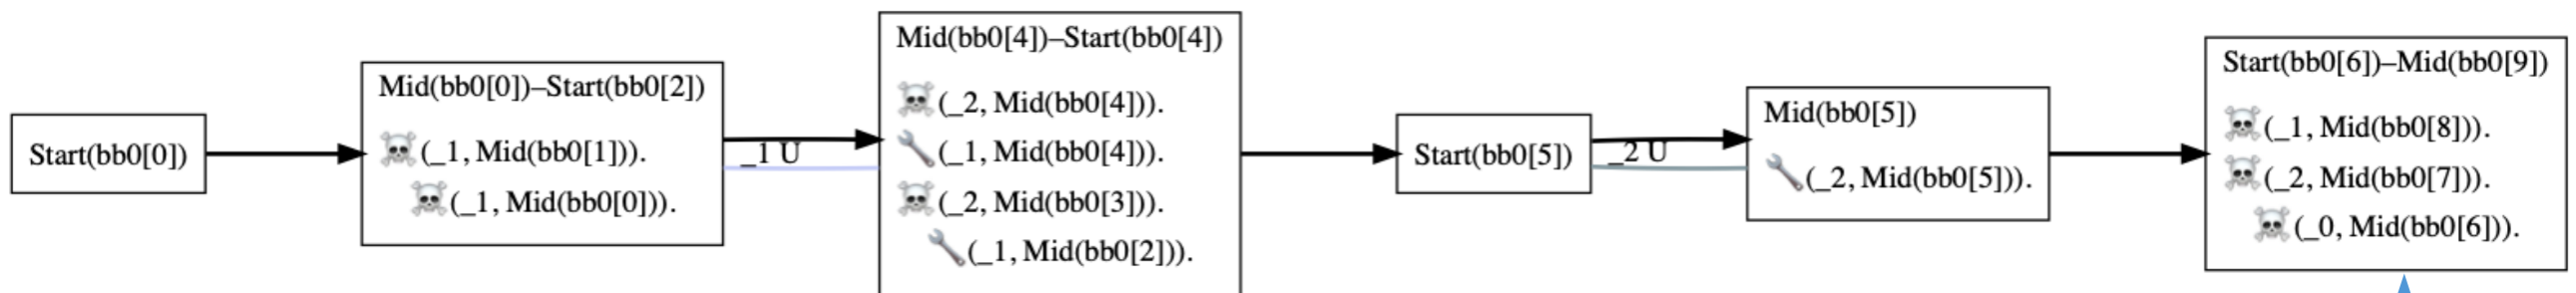 Start(bb0[0])
Mid(bb0[0])–Start(bb0[2])
☠(_1, Mid(bb0[1])).
☠(_1, Mid(bb0[0])).
_1 U
Mid(bb0[4])–Start(bb0[4])
☠(_2, Mid(bb0[4])).
🔧(_1, Mid(bb0[4])).
☠(_2, Mid(bb0[3])).
🔧(_1, Mid(bb0[2])).
Start(bb0[5])
_2 U
Mid(bb0[5])
🔧(_2, Mid(bb0[5])).
Start(bb0[6])–Mid(bb0[9])
☠(_1, Mid(bb0[8])).
☠(_2, Mid(bb0[7])).
☠(_0, Mid(bb0[6])).